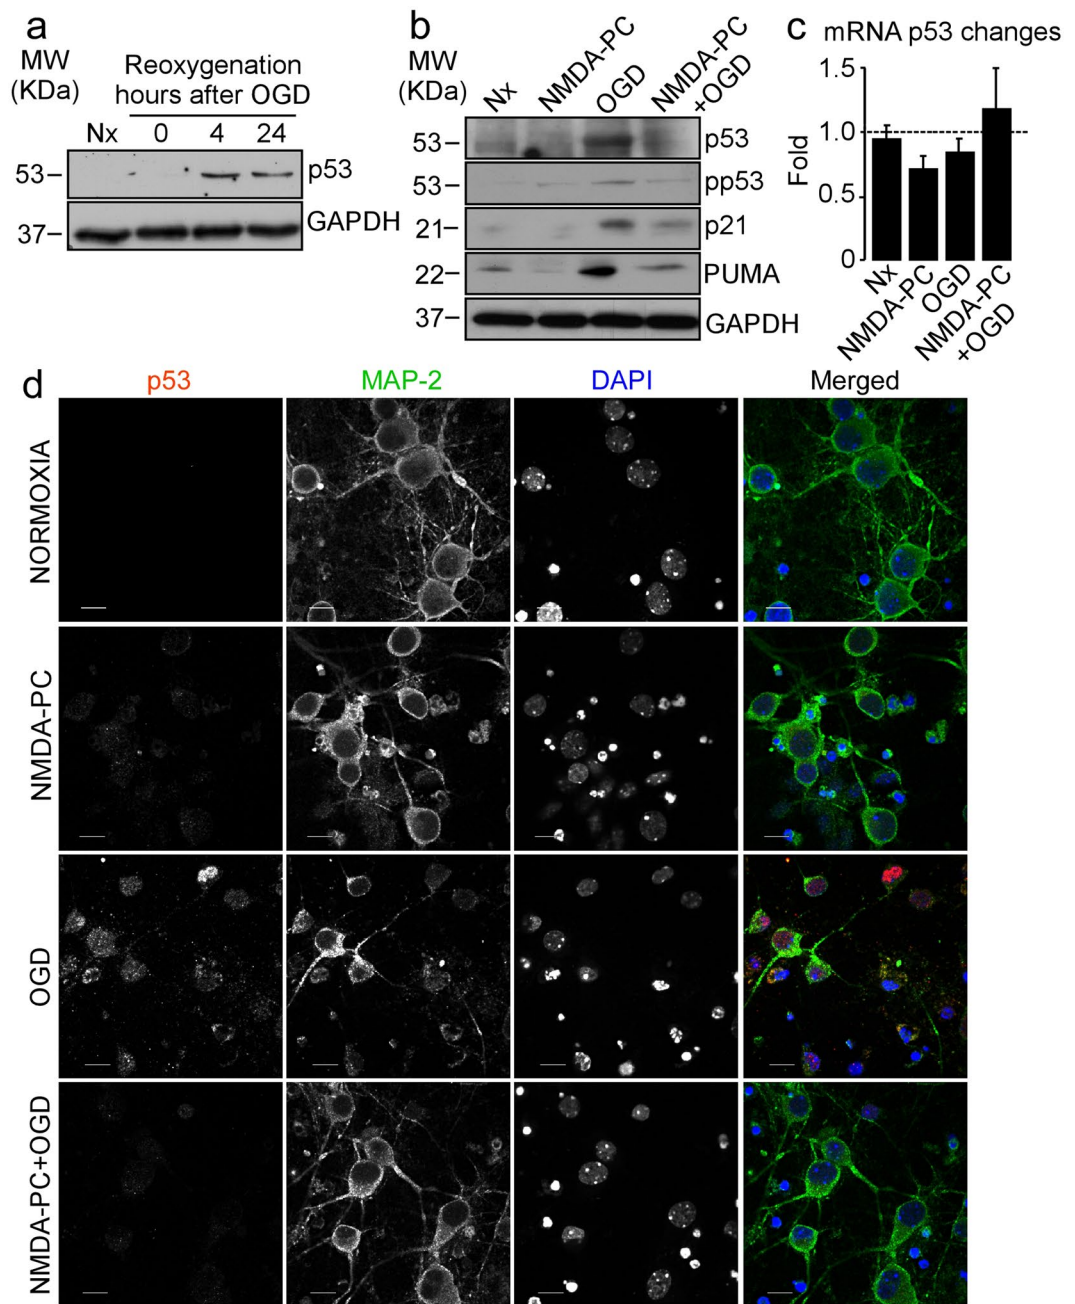 a
MW
(KDa)
Reoxygenation
hours after OGD
Nx 0 4 24
53 p53
37 GAPDH
b
MW
(KDa)
Nx NMDA-PC OGD NMDA-PC
+OGD
53 p53
53 pp53
21 p21
22 PUMA
37 GAPDH
c mRNA p53 changes
Fold
1.5
1.0
0.5
0
Nx
NMDA-PC
OGD
NMDA-PC
+OGD
d p53 MAP-2 DAPI Merged
NORMOXIA
NMDA-PC
OGD
NMDA-PC+OGD